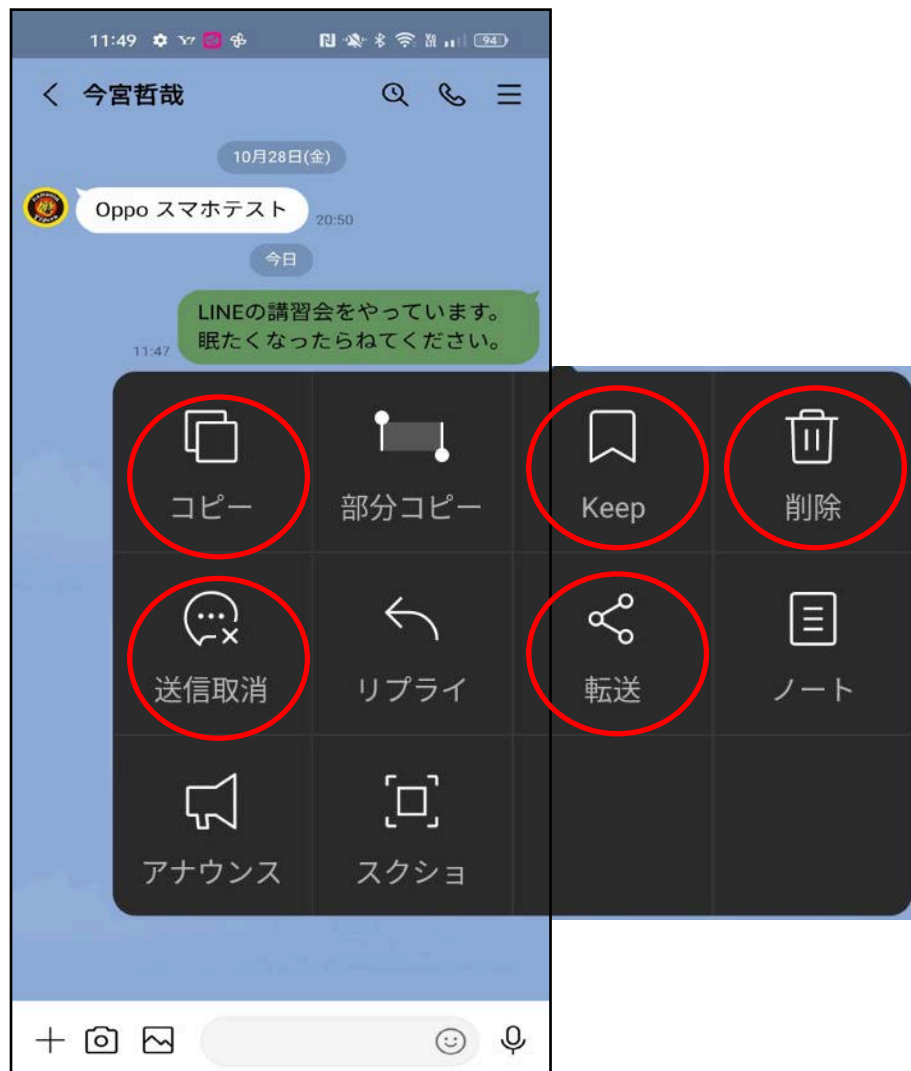 11:49
94
今宮哲哉
10月28日(金)
Oppo スマホテスト
20:50
今日
LINEの講習会をやっています。
眠たくなったらねてください。
11:47
コピー
部分コピー
Keep
削除
送信取消
リプライ
転送
ノート
アナウンス
スクショ